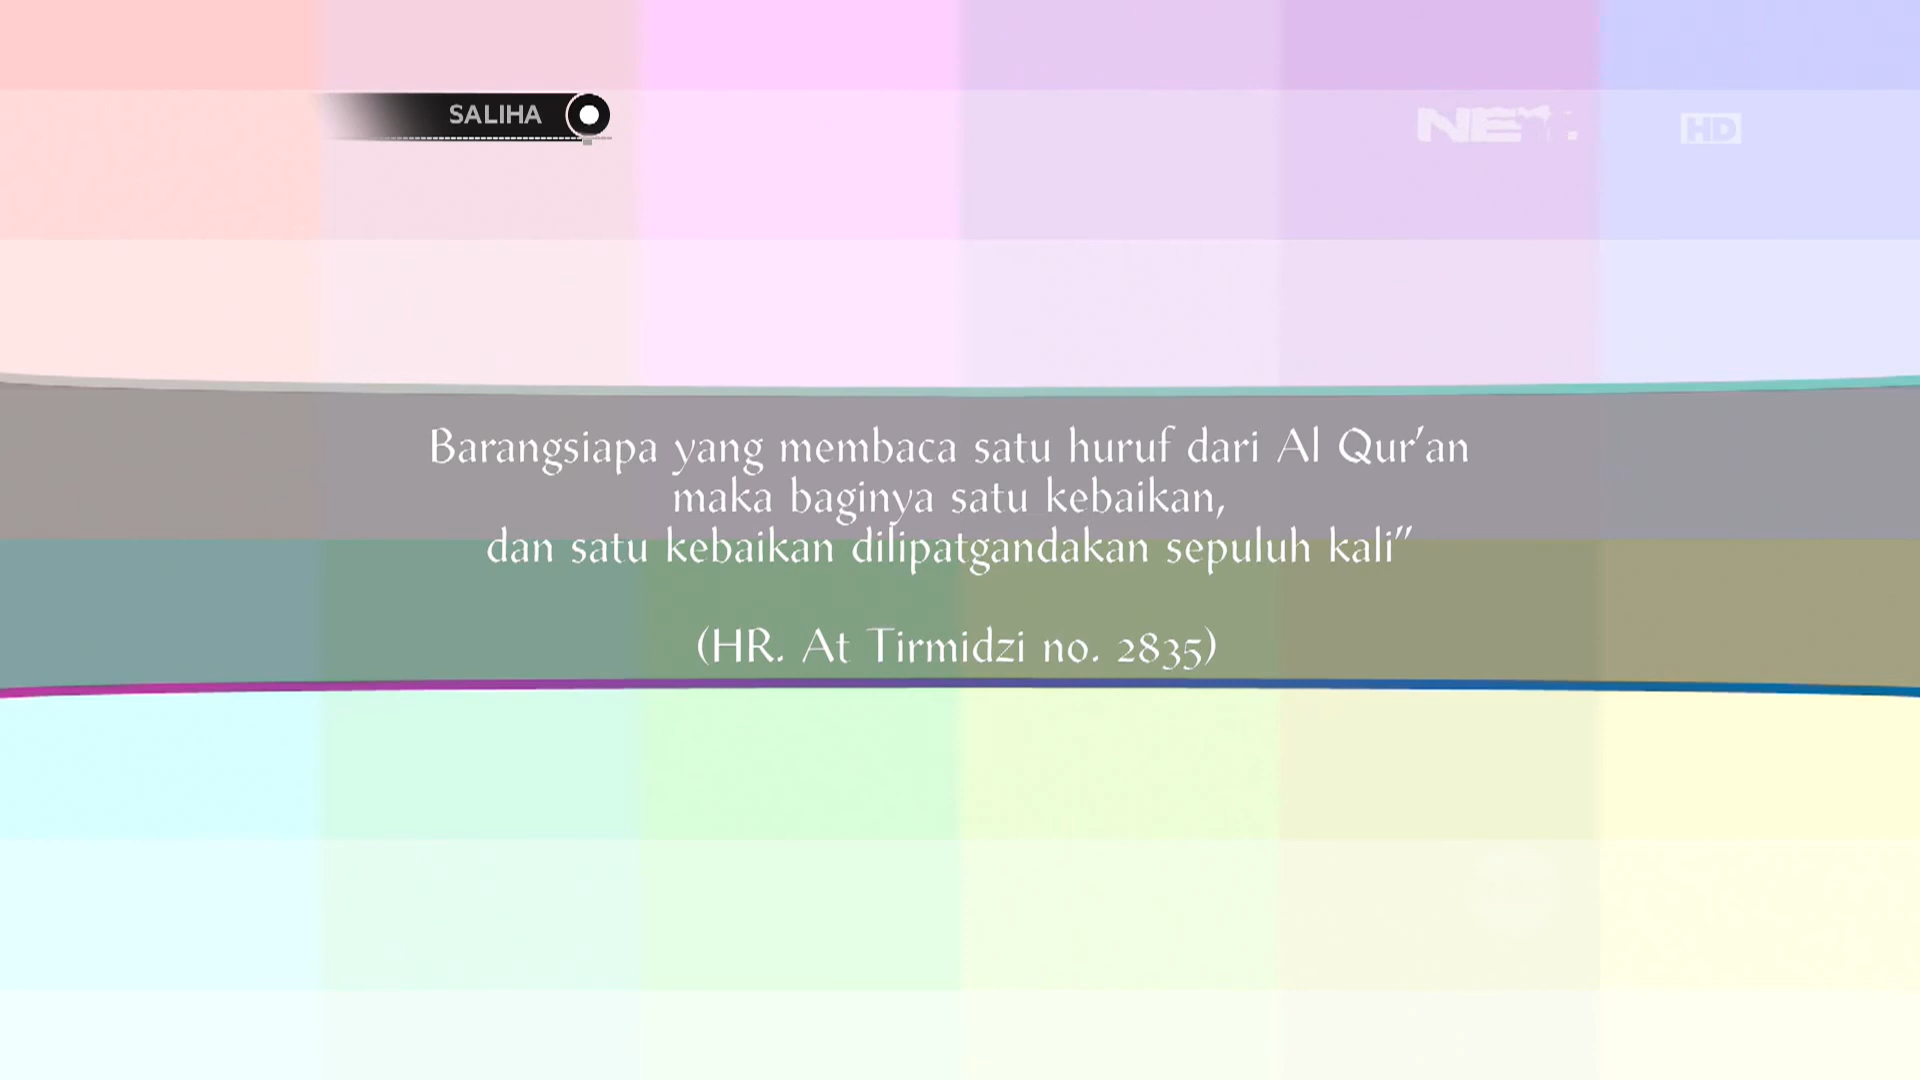 SALIHA
NET.
HD
Barangsiapa yang membaca satu huruf dari Al Qur'an
maka baginya satu kebaikan,
dan satu kebaikan dilipatgandakan sepuluh kali"
(HR. At Tirmidzi no. 2835)